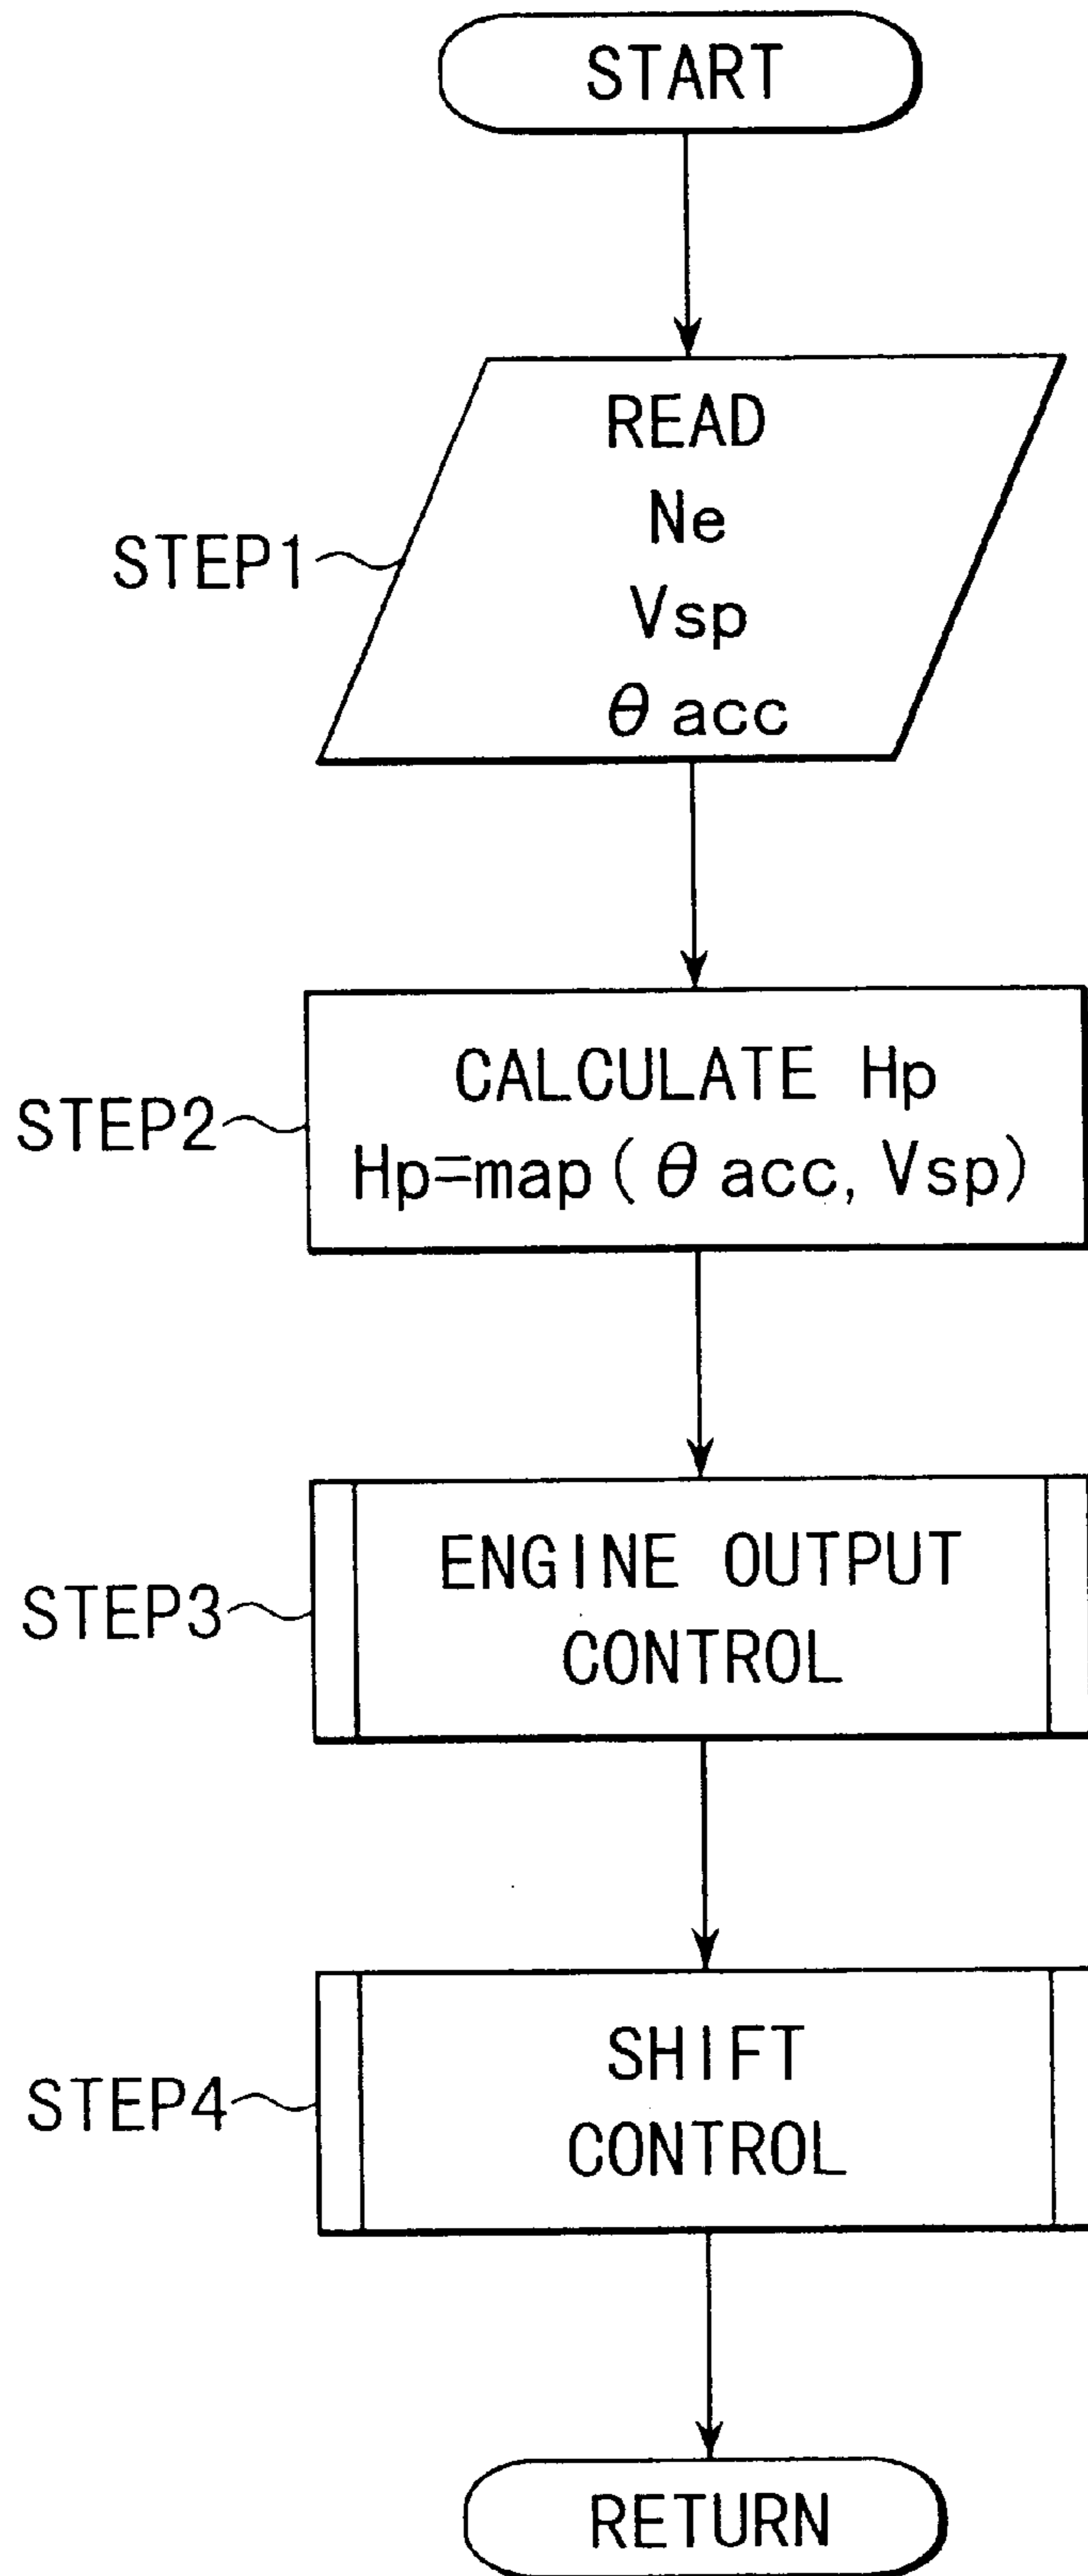 START
READ
Ne
Vsp
θ acc
STEP1
CALCULATE Hp
Hp=map(θ acc, Vsp)
STEP2
ENGINE OUTPUT
CONTROL
STEP3
SHIFT
CONTROL
STEP4
RETURN